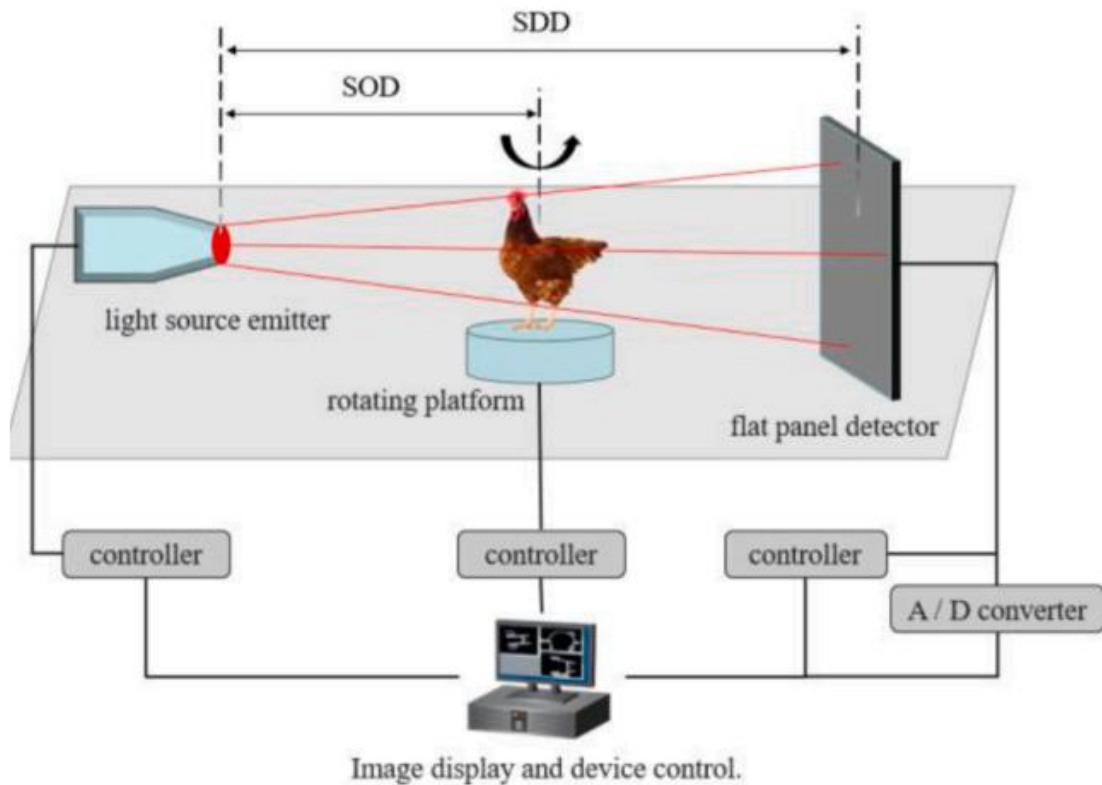 SDD
SOD
light source emitter
rotating platform
flat panel detector
controller
controller
controller
A / D converter
Image display and device control.